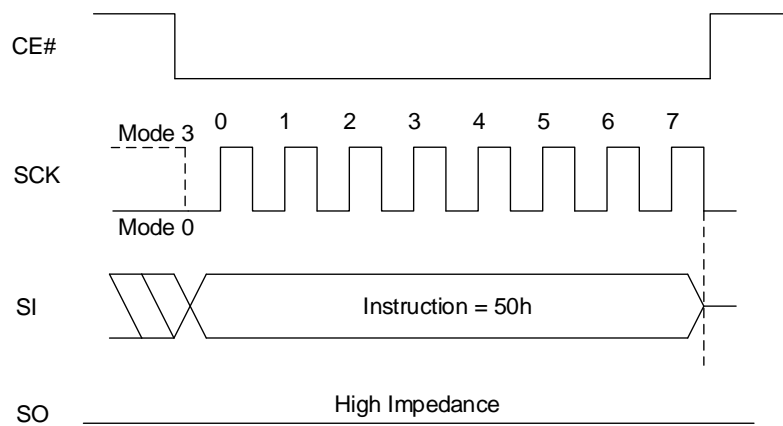 CE#
Mode 3
0 1 2 3 4 5 6 7
SCK
Mode 0
SI
Instruction = 50h
SO
High Impedance